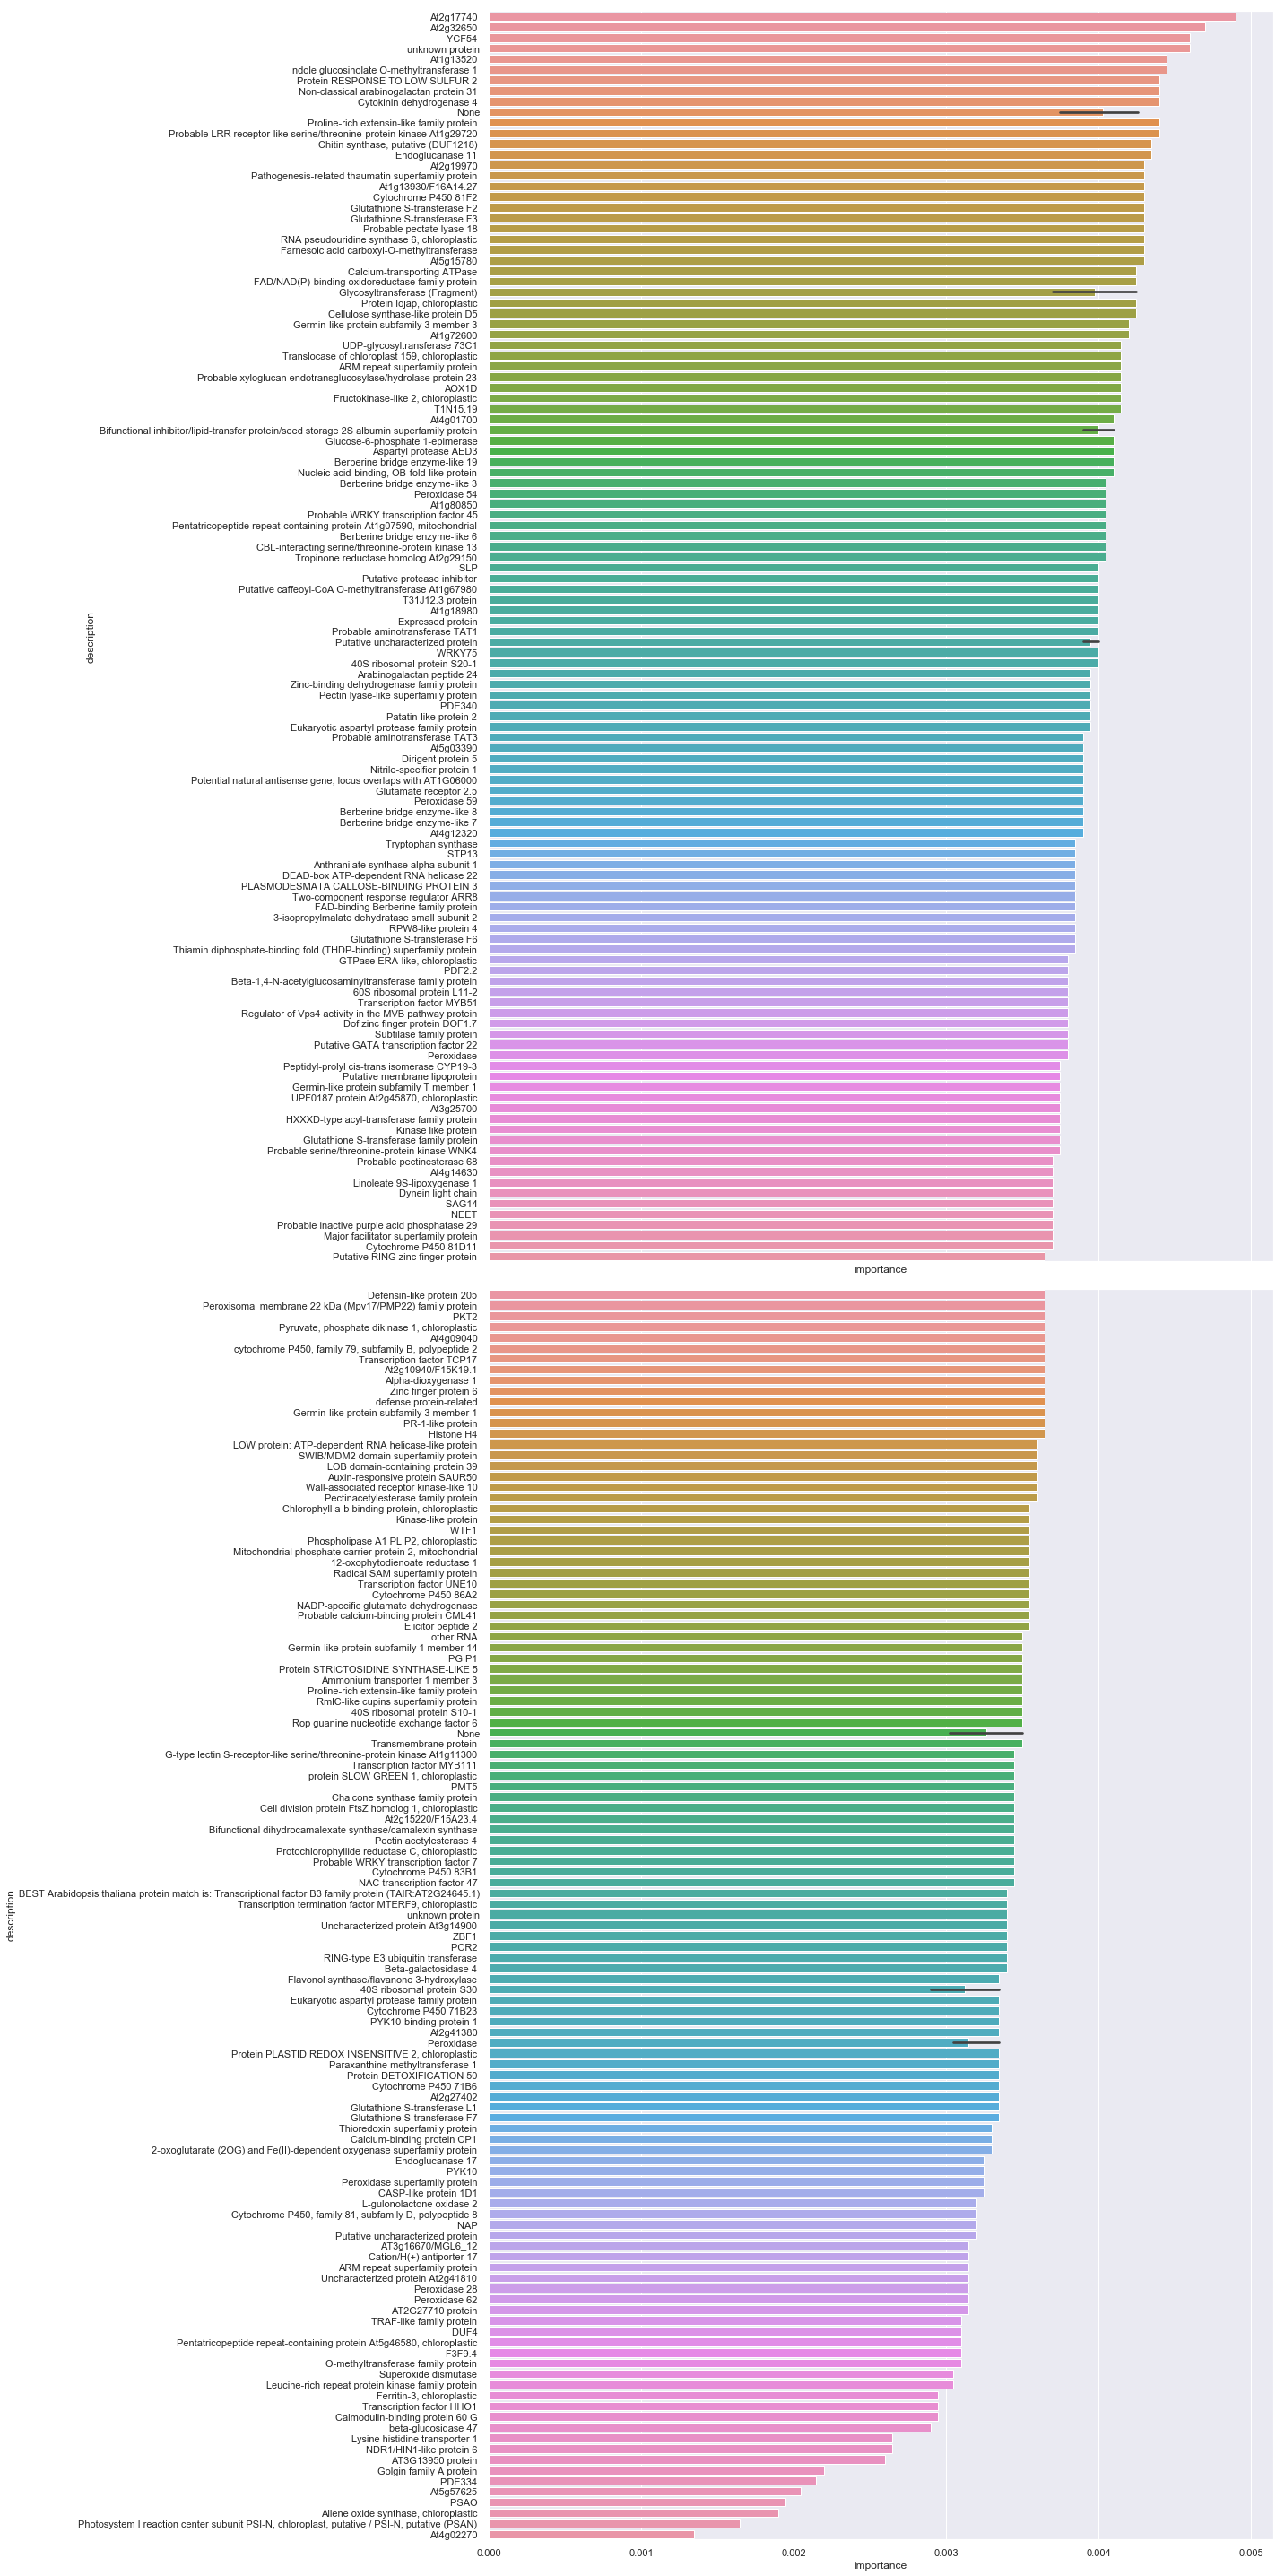 At2g17740
At2g32650
YCF54
unknown protein
At1g13520
Indole glucosinolate O-methyltransferase 1
Protein RESPONSE TO LOW SULFUR 2
Non-classical arabinogalactan protein 31
Cytokinin dehydrogenase 4
None
Proline-rich extensin-like family protein
Probable LRR receptor-like serine/threonine-protein kinase At1g29720
Chitin synthase, putative (DUF1218)
Endoglucanase 11
At2g19970
Pathogenesis-related thaumatin superfamily protein
At1g13930/F16A14.27
Cytochrome P450 81F2
Glutathione S-transferase F2
Glutathione S-transferase F3
Probable pectate lyase 18
RNA pseudouridine synthase 6, chloroplastic
Farnesoic acid carboxyl-O-methyltransferase
At5g15780
Calcium-transporting ATPase
FAD/NAD(P)-binding oxidoreductase family protein
Glycosyltransferase (Fragment)
Protein Iojap, chloroplastic
Cellulose synthase-like protein D5
Germin-like protein subfamily 3 member 3
At1g72600
UDP-glycosyltransferase 73C1
Translocase of chloroplast 159, chloroplastic
ARM repeat superfamily protein
Probable xyloglucan endotransglucosylase/hydrolase protein 23
AOX1D
Fructokinase-like 2, chloroplastic
T1N15.19
At4g01700
Bifunctional inhibitor/lipid-transfer protein/seed storage 2S albumin superfamily protein
Glucose-6-phosphate 1-epimerase
Aspartyl protease AED3
Berberine bridge enzyme-like 19
Nucleic acid-binding, OB-fold-like protein
Berberine bridge enzyme-like 3
Peroxidase 54
At1g80850
Probable WRKY transcription factor 45
Pentatricopeptide repeat-containing protein At1g07590, mitochondrial
Berberine bridge enzyme-like 6
CBL-interacting serine/threonine-protein kinase 13
Tropinone reductase homolog At2g29150
SLP
Putative protease inhibitor
Putative caffeoyl-CoA O-methyltransferase At1g67980
T31J12.3 protein
At1g18980
Expressed protein
Probable aminotransferase TAT1
Putative uncharacterized protein
WRKY75
40S ribosomal protein S20-1
Arabinogalactan peptide 24
Zinc-binding dehydrogenase family protein
Pectin lyase-like superfamily protein
PDE340
Patatin-like protein 2
Eukaryotic aspartyl protease family protein
Probable aminotransferase TAT3
At5g03390
Dirigent protein 5
Nitrile-specifier protein 1
Potential natural antisense gene, locus overlaps with AT1G06000
Glutamate receptor 2.5
Peroxidase 59
Berberine bridge enzyme-like 8
Berberine bridge enzyme-like 7
At4g12320
Tryptophan synthase
STP13
Anthranilate synthase alpha subunit 1
DEAD-box ATP-dependent RNA helicase 22
PLASMODESMATA CALLOSE-BINDING PROTEIN 3
Two-component response regulator ARR8
FAD-binding Berberine family protein
3-isopropylmalate dehydratase small subunit 2
RPW8-like protein 4
Glutathione S-transferase F6
Thiamin diphosphate-binding fold (THDP-binding) superfamily protein
GTPase ERA-like, chloroplastic
PDF2.2
Beta-1,4-N-acetylglucosaminyltransferase family protein
60S ribosomal protein L11-2
Transcription factor MYB51
Regulator of Vps4 activity in the MVB pathway protein
Dof zinc finger protein DOF1.7
Subtilase family protein
Putative GATA transcription factor 22
Peroxidase
Peptidyl-prolyl cis-trans isomerase CYP19-3
Putative membrane lipoprotein
Germin-like protein subfamily T member 1
UPF0187 protein At2g45870, chloroplastic
At3g25700
HXXXD-type acyl-transferase family protein
Kinase like protein
Glutathione S-transferase family protein
Probable serine/threonine-protein kinase WNK4
Probable pectinesterase 68
At4g14630
Linoleate 9S-lipoxygenase 1
Dynein light chain
SAG14
NEET
Probable inactive purple acid phosphatase 29
Major facilitator superfamily protein
Cytochrome P450 81D11
Putative RING zinc finger protein
description
importance
Defensin-like protein 205
Peroxisomal membrane 22 kDa (Mpv17/PMP22) family protein
PKT2
Pyruvate, phosphate dikinase 1, chloroplastic
At4g09040
cytochrome P450, family 79, subfamily B, polypeptide 2
Transcription factor TCP17
At2g10940/F15K19.1
Alpha-dioxygenase 1
Zinc finger protein 6
defense protein-related
Germin-like protein subfamily 3 member 1
PR-1-like protein
Histone H4
LOW protein: ATP-dependent RNA helicase-like protein
SWIB/MDM2 domain superfamily protein
LOB domain-containing protein 39
Auxin-responsive protein SAUR50
Wall-associated receptor kinase-like 10
Pectinacetylesterase family protein
Chlorophyll a-b binding protein, chloroplastic
Kinase-like protein
WTF1
Phospholipase A1 PLIP2, chloroplastic
Mitochondrial phosphate carrier protein 2, mitochondrial
12-oxophytodienoate reductase 1
Radical SAM superfamily protein
Transcription factor UNE10
Cytochrome P450 86A2
NADP-specific glutamate dehydrogenase
Probable calcium-binding protein CML41
Elicitor peptide 2
other RNA
Germin-like protein subfamily 1 member 14
PGIP1
Protein STRICTOSIDINE SYNTHASE-LIKE 5
Ammonium transporter 1 member 3
Proline-rich extensin-like family protein
RmlC-like cupins superfamily protein
40S ribosomal protein S10-1
Rop guanine nucleotide exchange factor 6
None
Transmembrane protein
G-type lectin S-receptor-like serine/threonine-protein kinase At1g11300
Transcription factor MYB111
protein SLOW GREEN 1, chloroplastic
PMT5
Chalcone synthase family protein
Cell division protein FtsZ homolog 1, chloroplastic
At2g15220/F15A23.4
Bifunctional dihydrocamalexate synthase/camalexin synthase
Pectin acetylesterase 4
Protochlorophyllide reductase C, chloroplastic
Probable WRKY transcription factor 7
Cytochrome P450 83B1
NAC transcription factor 47
BEST Arabidopsis thaliana protein match is: Transcriptional factor B3 family protein (TAIR:AT2G24645.1)
Transcription termination factor MTERF9, chloroplastic
unknown protein
Uncharacterized protein At3g14900
ZBF1
PCR2
RING-type E3 ubiquitin transferase
Beta-galactosidase 4
Flavonol synthase/flavanone 3-hydroxylase
40S ribosomal protein S30
Eukaryotic aspartyl protease family protein
Cytochrome P450 71B23
PYK10-binding protein 1
At2g41380
Peroxidase
Protein PLASTID REDOX INSENSITIVE 2, chloroplastic
Paraxanthine methyltransferase 1
Protein DETOXIFICATION 50
Cytochrome P450 71B6
At2g27402
Glutathione S-transferase L1
Glutathione S-transferase F7
Thioredoxin superfamily protein
Calcium-binding protein CP1
2-oxoglutarate (2OG) and Fe(II)-dependent oxygenase superfamily protein
Endoglucanase 17
PYK10
Peroxidase superfamily protein
CASP-like protein 1D1
L-gulonolactone oxidase 2
Cytochrome P450, family 81, subfamily D, polypeptide 8
NAP
Putative uncharacterized protein
AT3g16670/MGL6_12
Cation/H(+) antiporter 17
ARM repeat superfamily protein
Uncharacterized protein At2g41810
Peroxidase 28
Peroxidase 62
AT2G27710 protein
TRAF-like family protein
DUF4
Pentatricopeptide repeat-containing protein At5g46580, chloroplastic
F3F9.4
O-methyltransferase family protein
Superoxide dismutase
Leucine-rich repeat protein kinase family protein
Ferritin-3, chloroplastic
Transcription factor HHO1
Calmodulin-binding protein 60 G
beta-glucosidase 47
Lysine histidine transporter 1
NDR1/HIN1-like protein 6
AT3G13950 protein
Golgin family A protein
PDE334
At5g57625
PSAO
Allene oxide synthase, chloroplastic
Photosystem I reaction center subunit PSI-N, chloroplast, putative / PSI-N, putative (PSAN)
At4g02270
description
0.000 0.001 0.002 0.003 0.004 0.005
importance